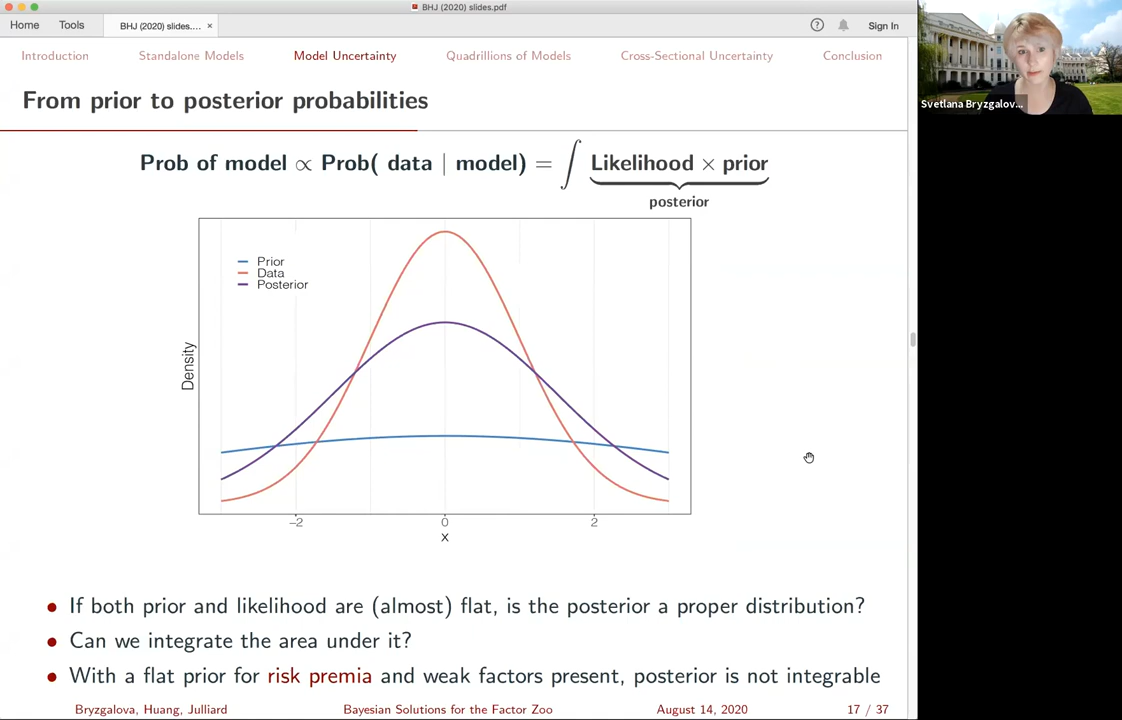 BHJ (2020) slides.pdf
Home Tools BHJ (2020) slides.... × Sign In
Introduction Standalone Models Model Uncertainty Quadrillions of Models Cross-Sectional Uncertainty Conclusion
Svetlana Bryzgalov...
From prior to posterior probabilities
Prob of model ∝ Prob( data | model) = ∫ Likelihood × prior
posterior
Prior
Data
Posterior
Density
−2 0 2
x
• If both prior and likelihood are (almost) flat, is the posterior a proper distribution?
• Can we integrate the area under it?
• With a flat prior for risk premia and weak factors present, posterior is not integrable
Bryzgalova, Huang, Julliard Bayesian Solutions for the Factor Zoo August 14, 2020 17 / 37